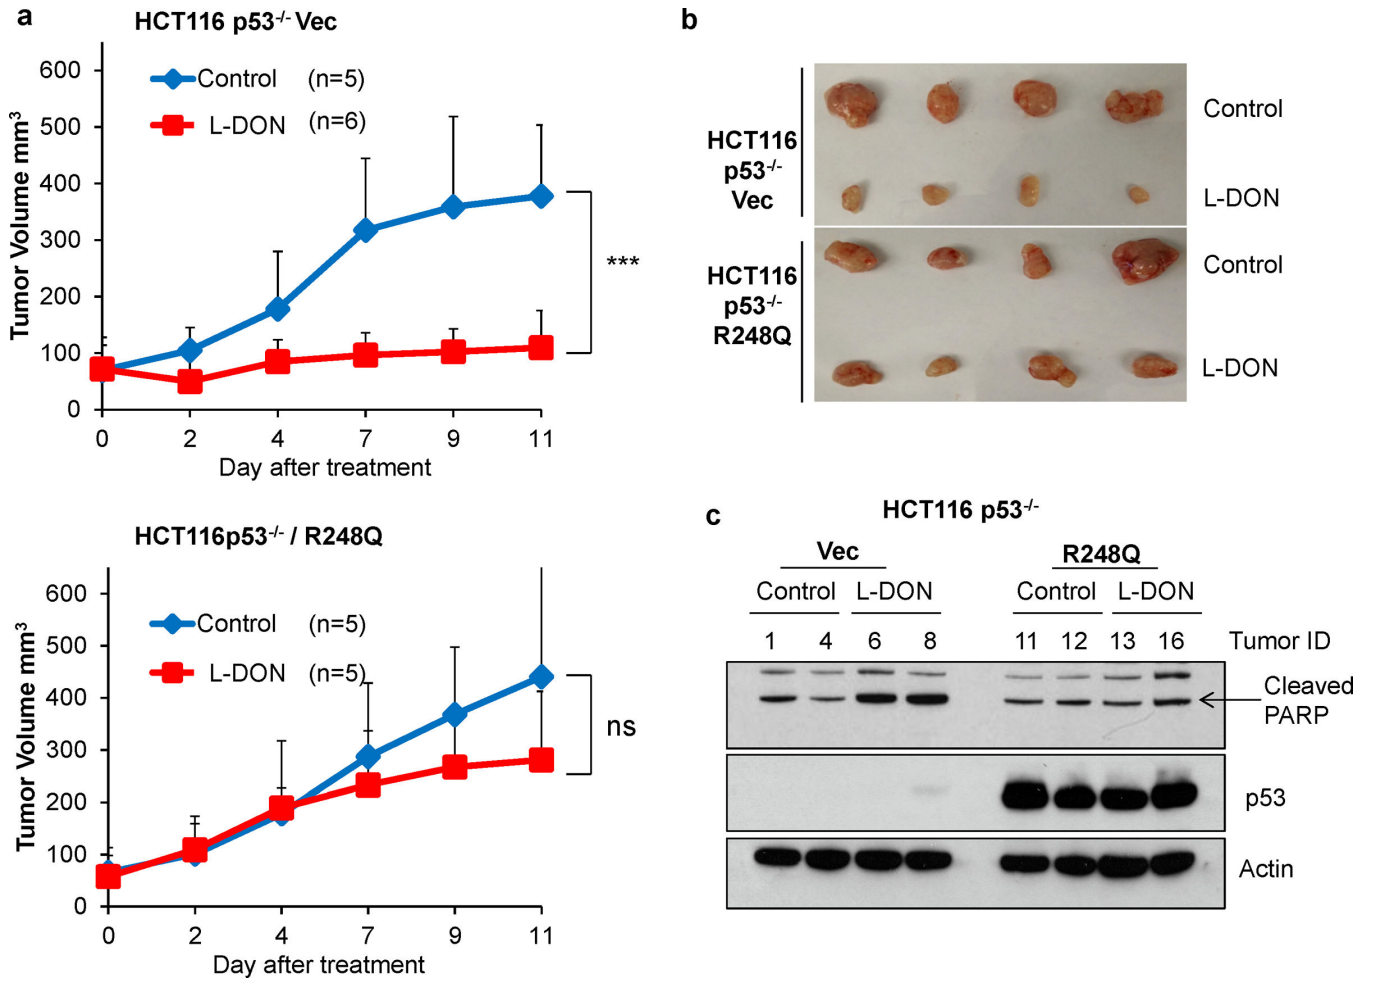 a
HCT116 p53-/- Vec
Control (n=5)
L-DON (n=6)
Tumor Volume mm3
600
500
400
300
200
100
0
***
0 2 4 7 9 11
Day after treatment
HCT116p53-/- / R248Q
Control (n=5)
L-DON (n=5)
Tumor Volume mm3
600
500
400
300
200
100
0
ns
0 2 4 7 9 11
Day after treatment
b
HCT116
p53-/-
Vec
Control
L-DON
HCT116
p53-/-
R248Q
Control
L-DON
c
HCT116 p53-/-
Vec R248Q
Control L-DON Control L-DON
1 4 6 8 11 12 13 16 Tumor ID
Cleaved
PARP
p53
Actin